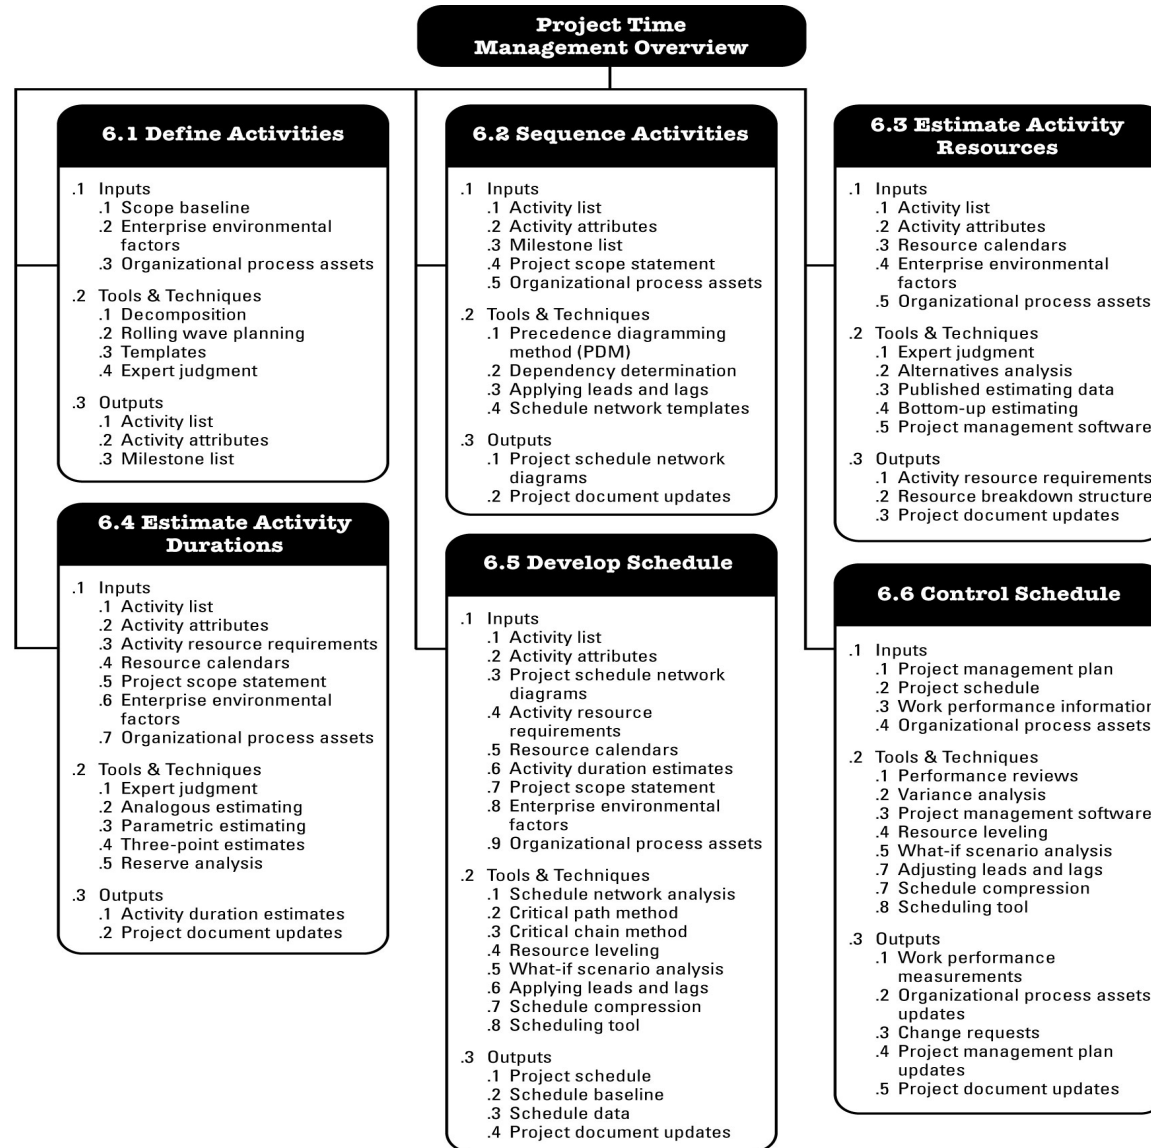 Project Time
Management Overview
6.1 Define Activities
.1 Inputs
.1 Scope baseline
.2 Enterprise environmental
factors
.3 Organizational process assets
.2 Tools & Techniques
.1 Decomposition
.2 Rolling wave planning
.3 Templates
.4 Expert judgment
.3 Outputs
.1 Activity list
.2 Activity attributes
.3 Milestone list
6.2 Sequence Activities
.1 Inputs
.1 Activity list
.2 Activity attributes
.3 Milestone list
.4 Project scope statement
.5 Organizational process assets
.2 Tools & Techniques
.1 Precedence diagramming
method (PDM)
.2 Dependency determination
.3 Applying leads and lags
.4 Schedule network templates
.3 Outputs
.1 Project schedule network
diagrams
.2 Project document updates
6.3 Estimate Activity
Resources
.1 Inputs
.1 Activity list
.2 Activity attributes
.3 Resource calendars
.4 Enterprise environmental
factors
.5 Organizational process assets
.2 Tools & Techniques
.1 Expert judgment
.2 Alternatives analysis
.3 Published estimating data
.4 Bottom-up estimating
.5 Project management software
.3 Outputs
.1 Activity resource requirements
.2 Resource breakdown structure
.3 Project document updates
6.4 Estimate Activity
Durations
.1 Inputs
.1 Activity list
.2 Activity attributes
.3 Activity resource requirements
.4 Resource calendars
.5 Project scope statement
.6 Enterprise environmental
factors
.7 Organizational process assets
.2 Tools & Techniques
.1 Expert judgment
.2 Analogous estimating
.3 Parametric estimating
.4 Three-point estimates
.5 Reserve analysis
.3 Outputs
.1 Activity duration estimates
.2 Project document updates
6.5 Develop Schedule
.1 Inputs
.1 Activity list
.2 Activity attributes
.3 Project schedule network
diagrams
.4 Activity resource
requirements
.5 Resource calendars
.6 Activity duration estimates
.7 Project scope statement
.8 Enterprise environmental
factors
.9 Organizational process assets
.2 Tools & Techniques
.1 Schedule network analysis
.2 Critical path method
.3 Critical chain method
.4 Resource leveling
.5 What-if scenario analysis
.6 Applying leads and lags
.7 Schedule compression
.8 Scheduling tool
.3 Outputs
.1 Project schedule
.2 Schedule baseline
.3 Schedule data
.4 Project document updates
6.6 Control Schedule
.1 Inputs
.1 Project management plan
.2 Project schedule
.3 Work performance information
.4 Organizational process assets
.2 Tools & Techniques
.1 Performance reviews
.2 Variance analysis
.3 Project management software
.4 Resource leveling
.5 What-if scenario analysis
.7 Adjusting leads and lags
.7 Schedule compression
.8 Scheduling tool
.3 Outputs
.1 Work performance
measurements
.2 Organizational process assets
updates
.3 Change requests
.4 Project management plan
updates
.5 Project document updates